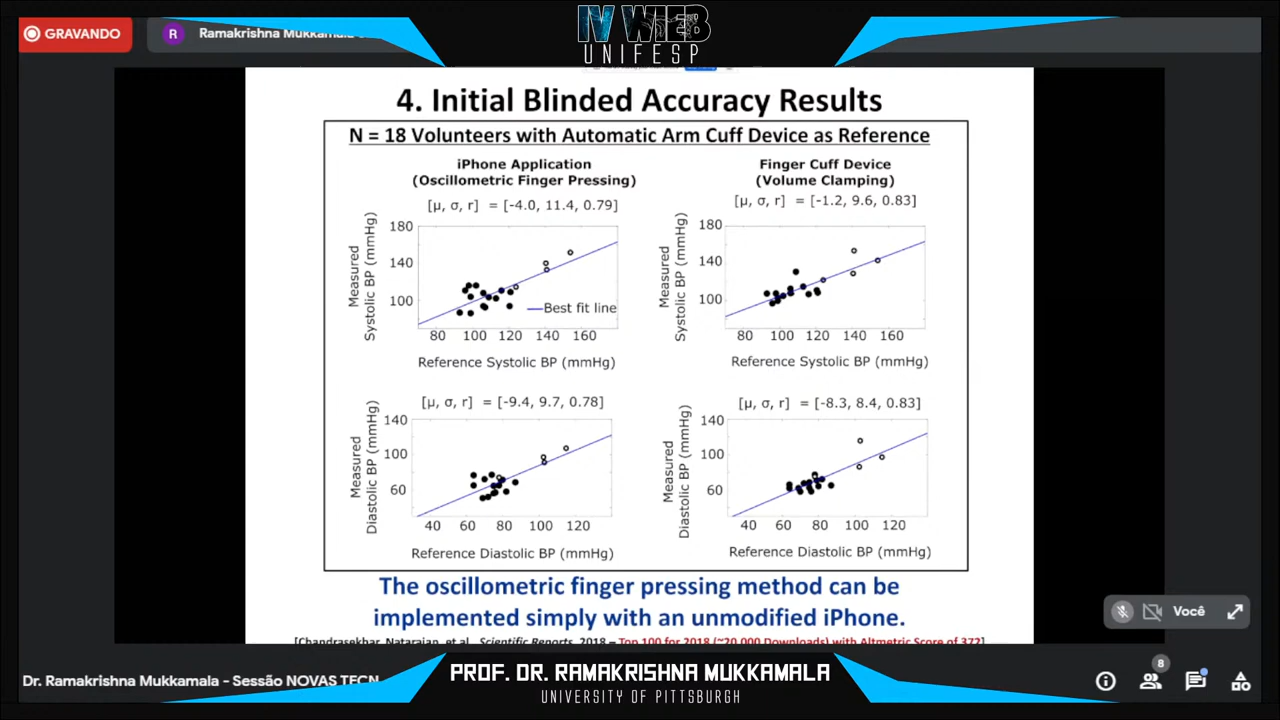 IV WIEB
UNIFESP
GRAVANDO
R
Ramakrishna Mukkamala
4. Initial Blinded Accuracy Results
N = 18 Volunteers with Automatic Arm Cuff Device as Reference
iPhone Application
(Oscillometric Finger Pressing)
[μ, σ, r] = [-4.0, 11.4, 0.79]
Measured
Systolic BP (mmHg)
180
140
100
Best fit line
80 100 120 140 160
Reference Systolic BP (mmHg)
Finger Cuff Device
(Volume Clamping)
[μ, σ, r] = [-1.2, 9.6, 0.83]
Measured
Systolic BP (mmHg)
180
140
100
80 100 120 140 160
Reference Systolic BP (mmHg)
[μ, σ, r] = [-9.4, 9.7, 0.78]
Measured
Diastolic BP (mmHg)
140
100
60
40 60 80 100 120
Reference Diastolic BP (mmHg)
[μ, σ, r] = [-8.3, 8.4, 0.83]
Measured
Diastolic BP (mmHg)
140
100
60
40 60 80 100 120
Reference Diastolic BP (mmHg)
The oscillometric finger pressing method can be
implemented simply with an unmodified iPhone.
[Chandrasekhar, Natarajan, et al., Scientific Reports, 2018 – Top 100 for 2018 (~20,000 Downloads) with Altmetric Score of 372]
Você
8
Dr. Ramakrishna Mukkamala - Sessão NOVAS TECN
PROF. DR. RAMAKRISHNA MUKKAMALA
UNIVERSITY OF PITTSBURGH